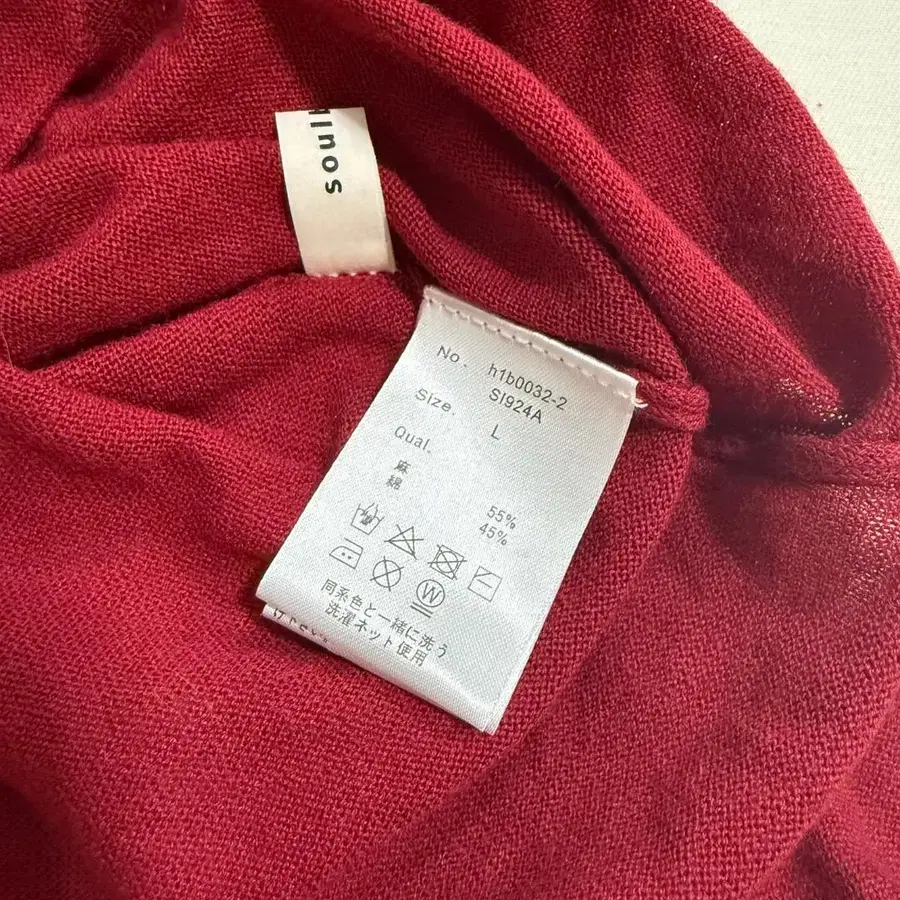 soul
No. h1b0032-2
SI924A
Size. L
Qual.
麻 55%
綿 45%
W
同系色と一緒に洗う
洗濯ネット使用